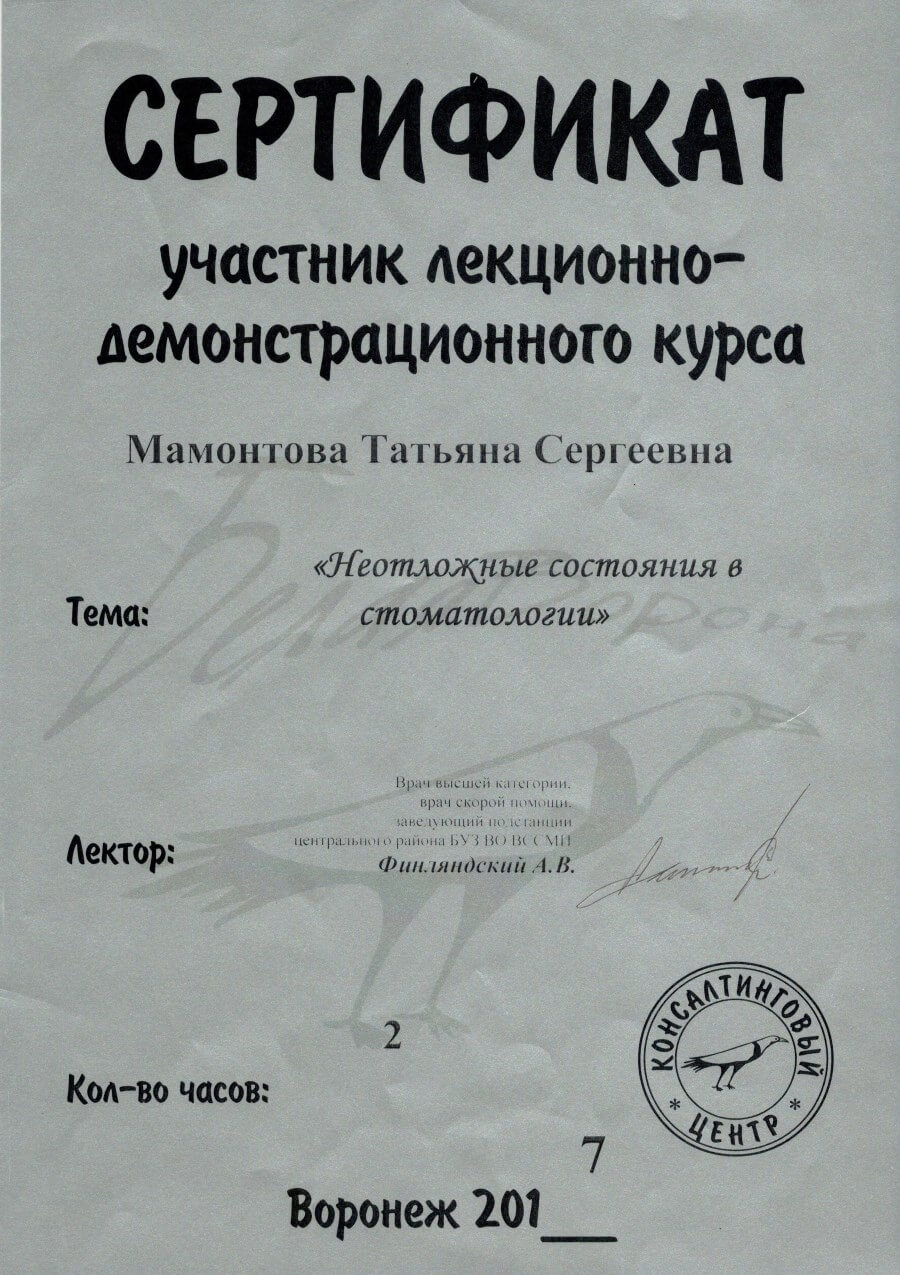 СЕРТИФИКАТ
участник лекционно-
демонстрационного курса
Мамонтова Татьяна Сергеевна
«Неотложные состояния в
Тема: стоматологии»
Врач высшей категории,
врач скорой помощи,
заведующий подстанции
центрального района БУЗ ВО ВССМП
Лектор: Финляндский А.В.
2
Кол-во часов:
КОНСАЛТИНГОВЫЙ
* ЦЕНТР *
7
Воронеж 201__